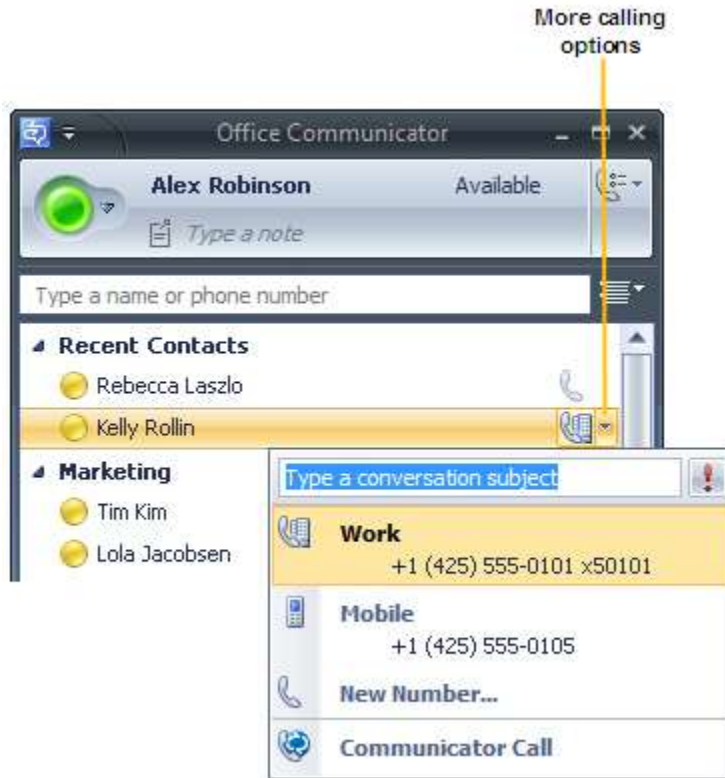 More calling
options
Office Communicator
Alex Robinson Available
Type a note
Type a name or phone number
Recent Contacts
Rebecca Laszlo
Kelly Rollin
Marketing
Tim Kim
Lola Jacobsen
Type a conversation subject
Work
+1 (425) 555-0101 x50101
Mobile
+1 (425) 555-0105
New Number...
Communicator Call